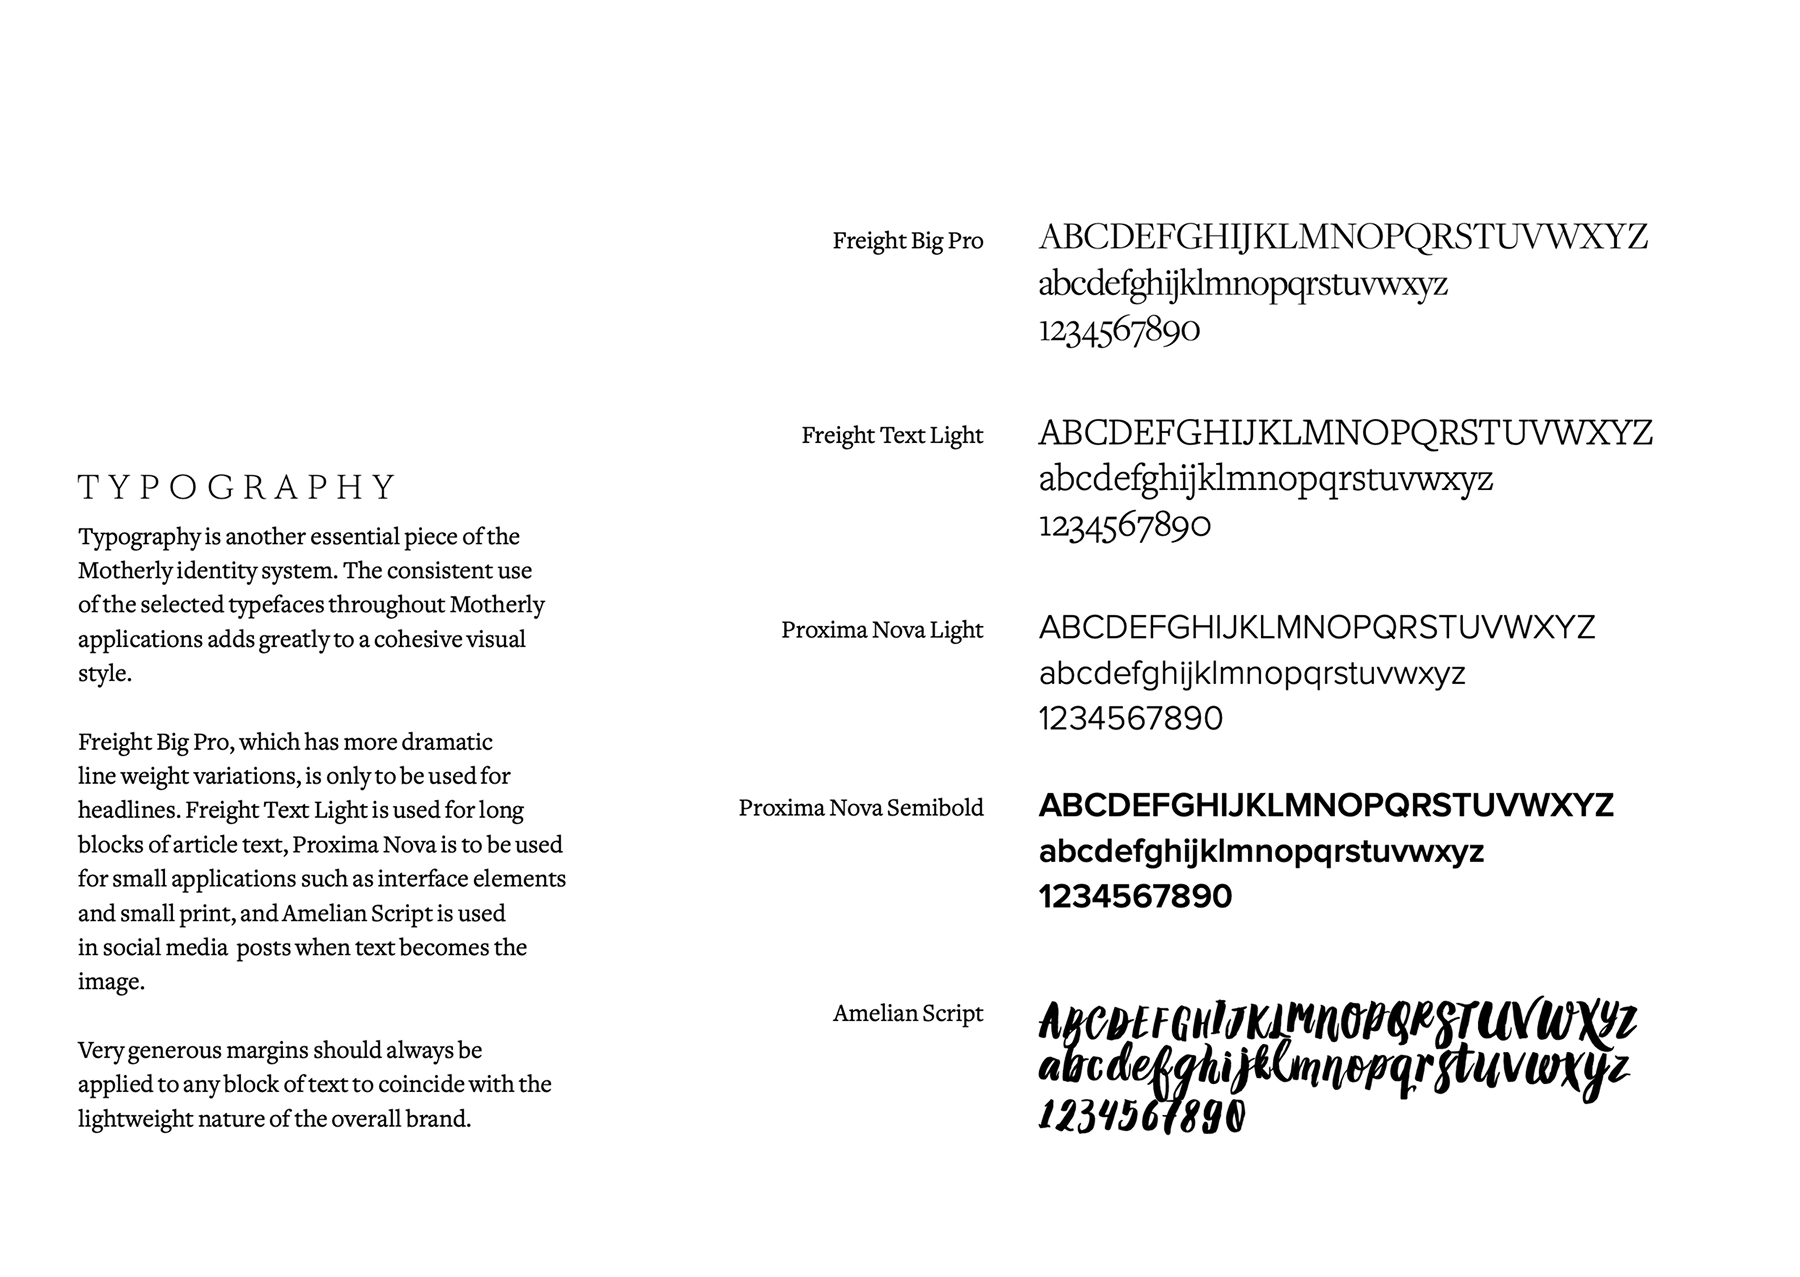 TYPOGRAPHY
Typography is another essential piece of the
Motherly identity system. The consistent use
of the selected typefaces throughout Motherly
applications adds greatly to a cohesive visual
style.
Freight Big Pro, which has more dramatic
line weight variations, is only to be used for
headlines. Freight Text Light is used for long
blocks of article text, Proxima Nova is to be used
for small applications such as interface elements
and small print, and Amelian Script is used
in social media posts when text becomes the
image.
Very generous margins should always be
applied to any block of text to coincide with the
lightweight nature of the overall brand.
Freight Big Pro
ABCDEFGHIJKLMNOPQRSTUVWXYZ
abcdefghijklmnopqrstuvwxyz
1234567890
Freight Text Light
ABCDEFGHIJKLMNOPQRSTUVWXYZ
abcdefghijklmnopqrstuvwxyz
1234567890
Proxima Nova Light
ABCDEFGHIJKLMNOPQRSTUVWXYZ
abcdefghijklmnopqrstuvwxyz
1234567890
Proxima Nova Semibold
ABCDEFGHIJKLMNOPQRSTUVWXYZ
abcdefghijklmnopqrstuvwxyz
1234567890
Amelian Script
ABCDEFGHIJKLMNOPQRSTUVWXYZ
abcdefghijklmnopqrstuvwxyz
1234567890